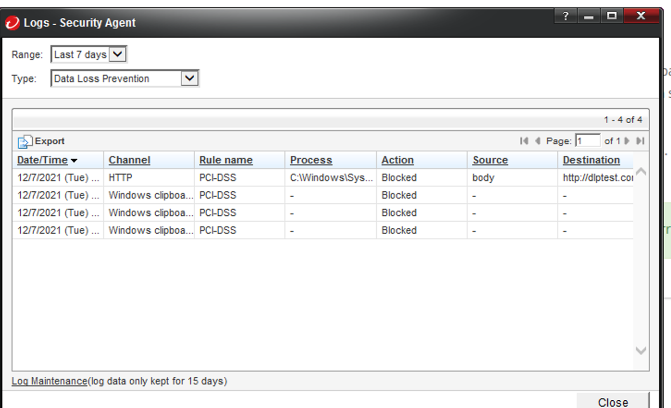 Logs - Security Agent
Range: Last 7 days
Type: Data Loss Prevention
1 - 4 of 4
Export Page: 1 of 1
Date/Time Channel Rule name Process Action Source Destination
12/7/2021 (Tue) ... HTTP PCI-DSS C:\Windows\Sys... Blocked body http://dlptest.co
12/7/2021 (Tue) ... Windows clipboa... PCI-DSS - Blocked - -
12/7/2021 (Tue) ... Windows clipboa... PCI-DSS - Blocked - -
12/7/2021 (Tue) ... Windows clipboa... PCI-DSS - Blocked - -
Log Maintenance(log data only kept for 15 days)
Close